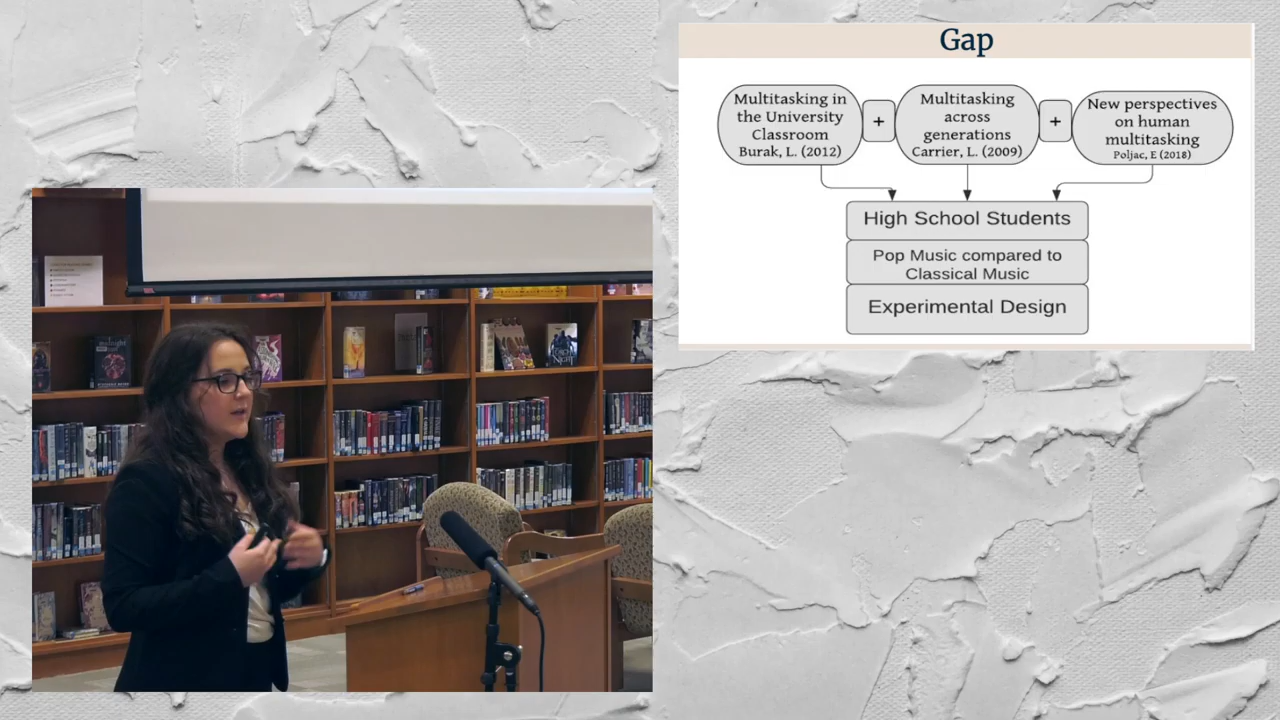 Gap
Multitasking in
the University
Classroom
Burak, L. (2012)
+
Multitasking
across
generations
Carrier, L. (2009)
+
New perspectives
on human
multitasking
Poljac, E (2018)
High School Students
Pop Music compared to
Classical Music
Experimental Design